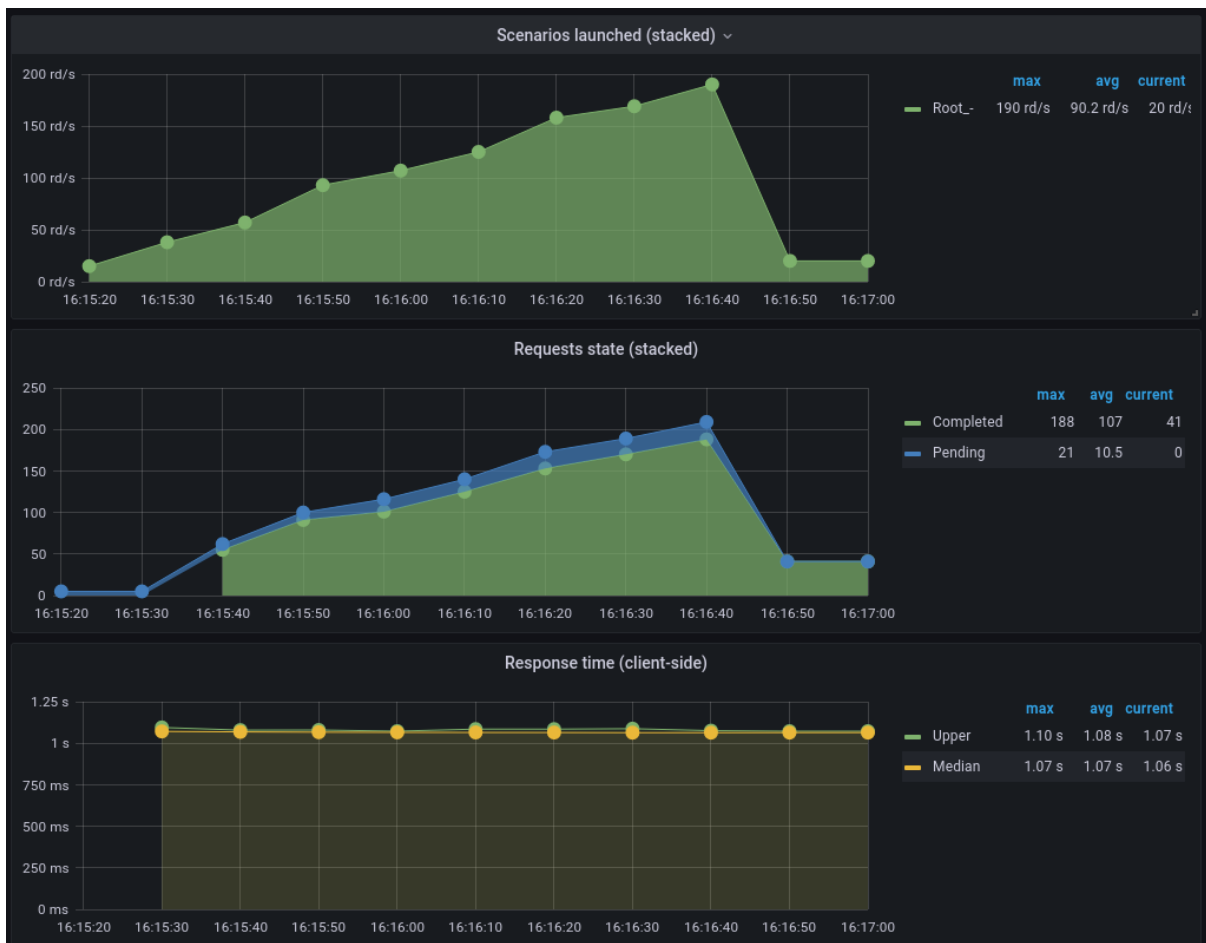 Scenarios launched (stacked)
200 rd/s
150 rd/s
100 rd/s
50 rd/s
0 rd/s
16:15:20 16:15:30 16:15:40 16:15:50 16:16:00 16:16:10 16:16:20 16:16:30 16:16:40 16:16:50 16:17:00
max avg current
Root_- 190 rd/s 90.2 rd/s 20 rd/s
Requests state (stacked)
250
200
150
100
50
0
16:15:20 16:15:30 16:15:40 16:15:50 16:16:00 16:16:10 16:16:20 16:16:30 16:16:40 16:16:50 16:17:00
max avg current
Completed 188 107 41
Pending 21 10.5 0
Response time (client-side)
1.25 s
1 s
750 ms
500 ms
250 ms
0 ms
16:15:20 16:15:30 16:15:40 16:15:50 16:16:00 16:16:10 16:16:20 16:16:30 16:16:40 16:16:50 16:17:00
max avg current
Upper 1.10 s 1.08 s 1.07 s
Median 1.07 s 1.07 s 1.06 s